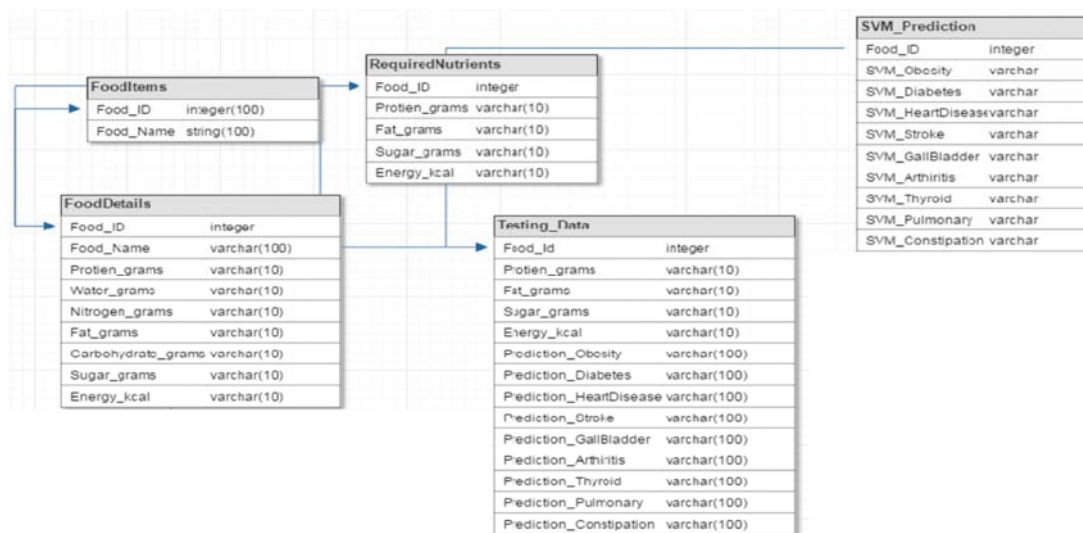 SVM_Prediction
Food_ID integer
SVM_Obesity varchar
SVM_Diabetes varchar
SVM_HeartDisease varchar
SVM_Stroke varchar
SVM_GallBladder varchar
SVM_Arthiritis varchar
SVM_Thyroid varchar
SVM_Pulmonary varchar
SVM_Constipation varchar
RequiredNutrients
Food_ID integer
Protien_grams varchar(10)
Fat_grams varchar(10)
Sugar_grams varchar(10)
Energy_kcal varchar(10)
FoodItems
Food_ID integer(100)
Food_Name string(100)
FoodDetails
Food_ID integer
Food_Name varchar(100)
Protien_grams varchar(10)
Water_grams varchar(10)
Nitrogen_grams varchar(10)
Fat_grams varchar(10)
Carbohydrate_grams varchar(10)
Sugar_grams varchar(10)
Energy_kcal varchar(10)
Testing_Data
Food_Id integer
Protien_grams varchar(10)
Fat_grams varchar(10)
Sugar_grams varchar(10)
Energy_kcal varchar(10)
Prediction_Obesity varchar(100)
Prediction_Diabetes varchar(100)
Prediction_HeartDisease varchar(100)
Prediction_Stroke varchar(100)
Prediction_GallBladder varchar(100)
Prediction_Arthiritis varchar(100)
Prediction_Thyroid varchar(100)
Prediction_Pulmonary varchar(100)
Prediction_Constipation varchar(100)